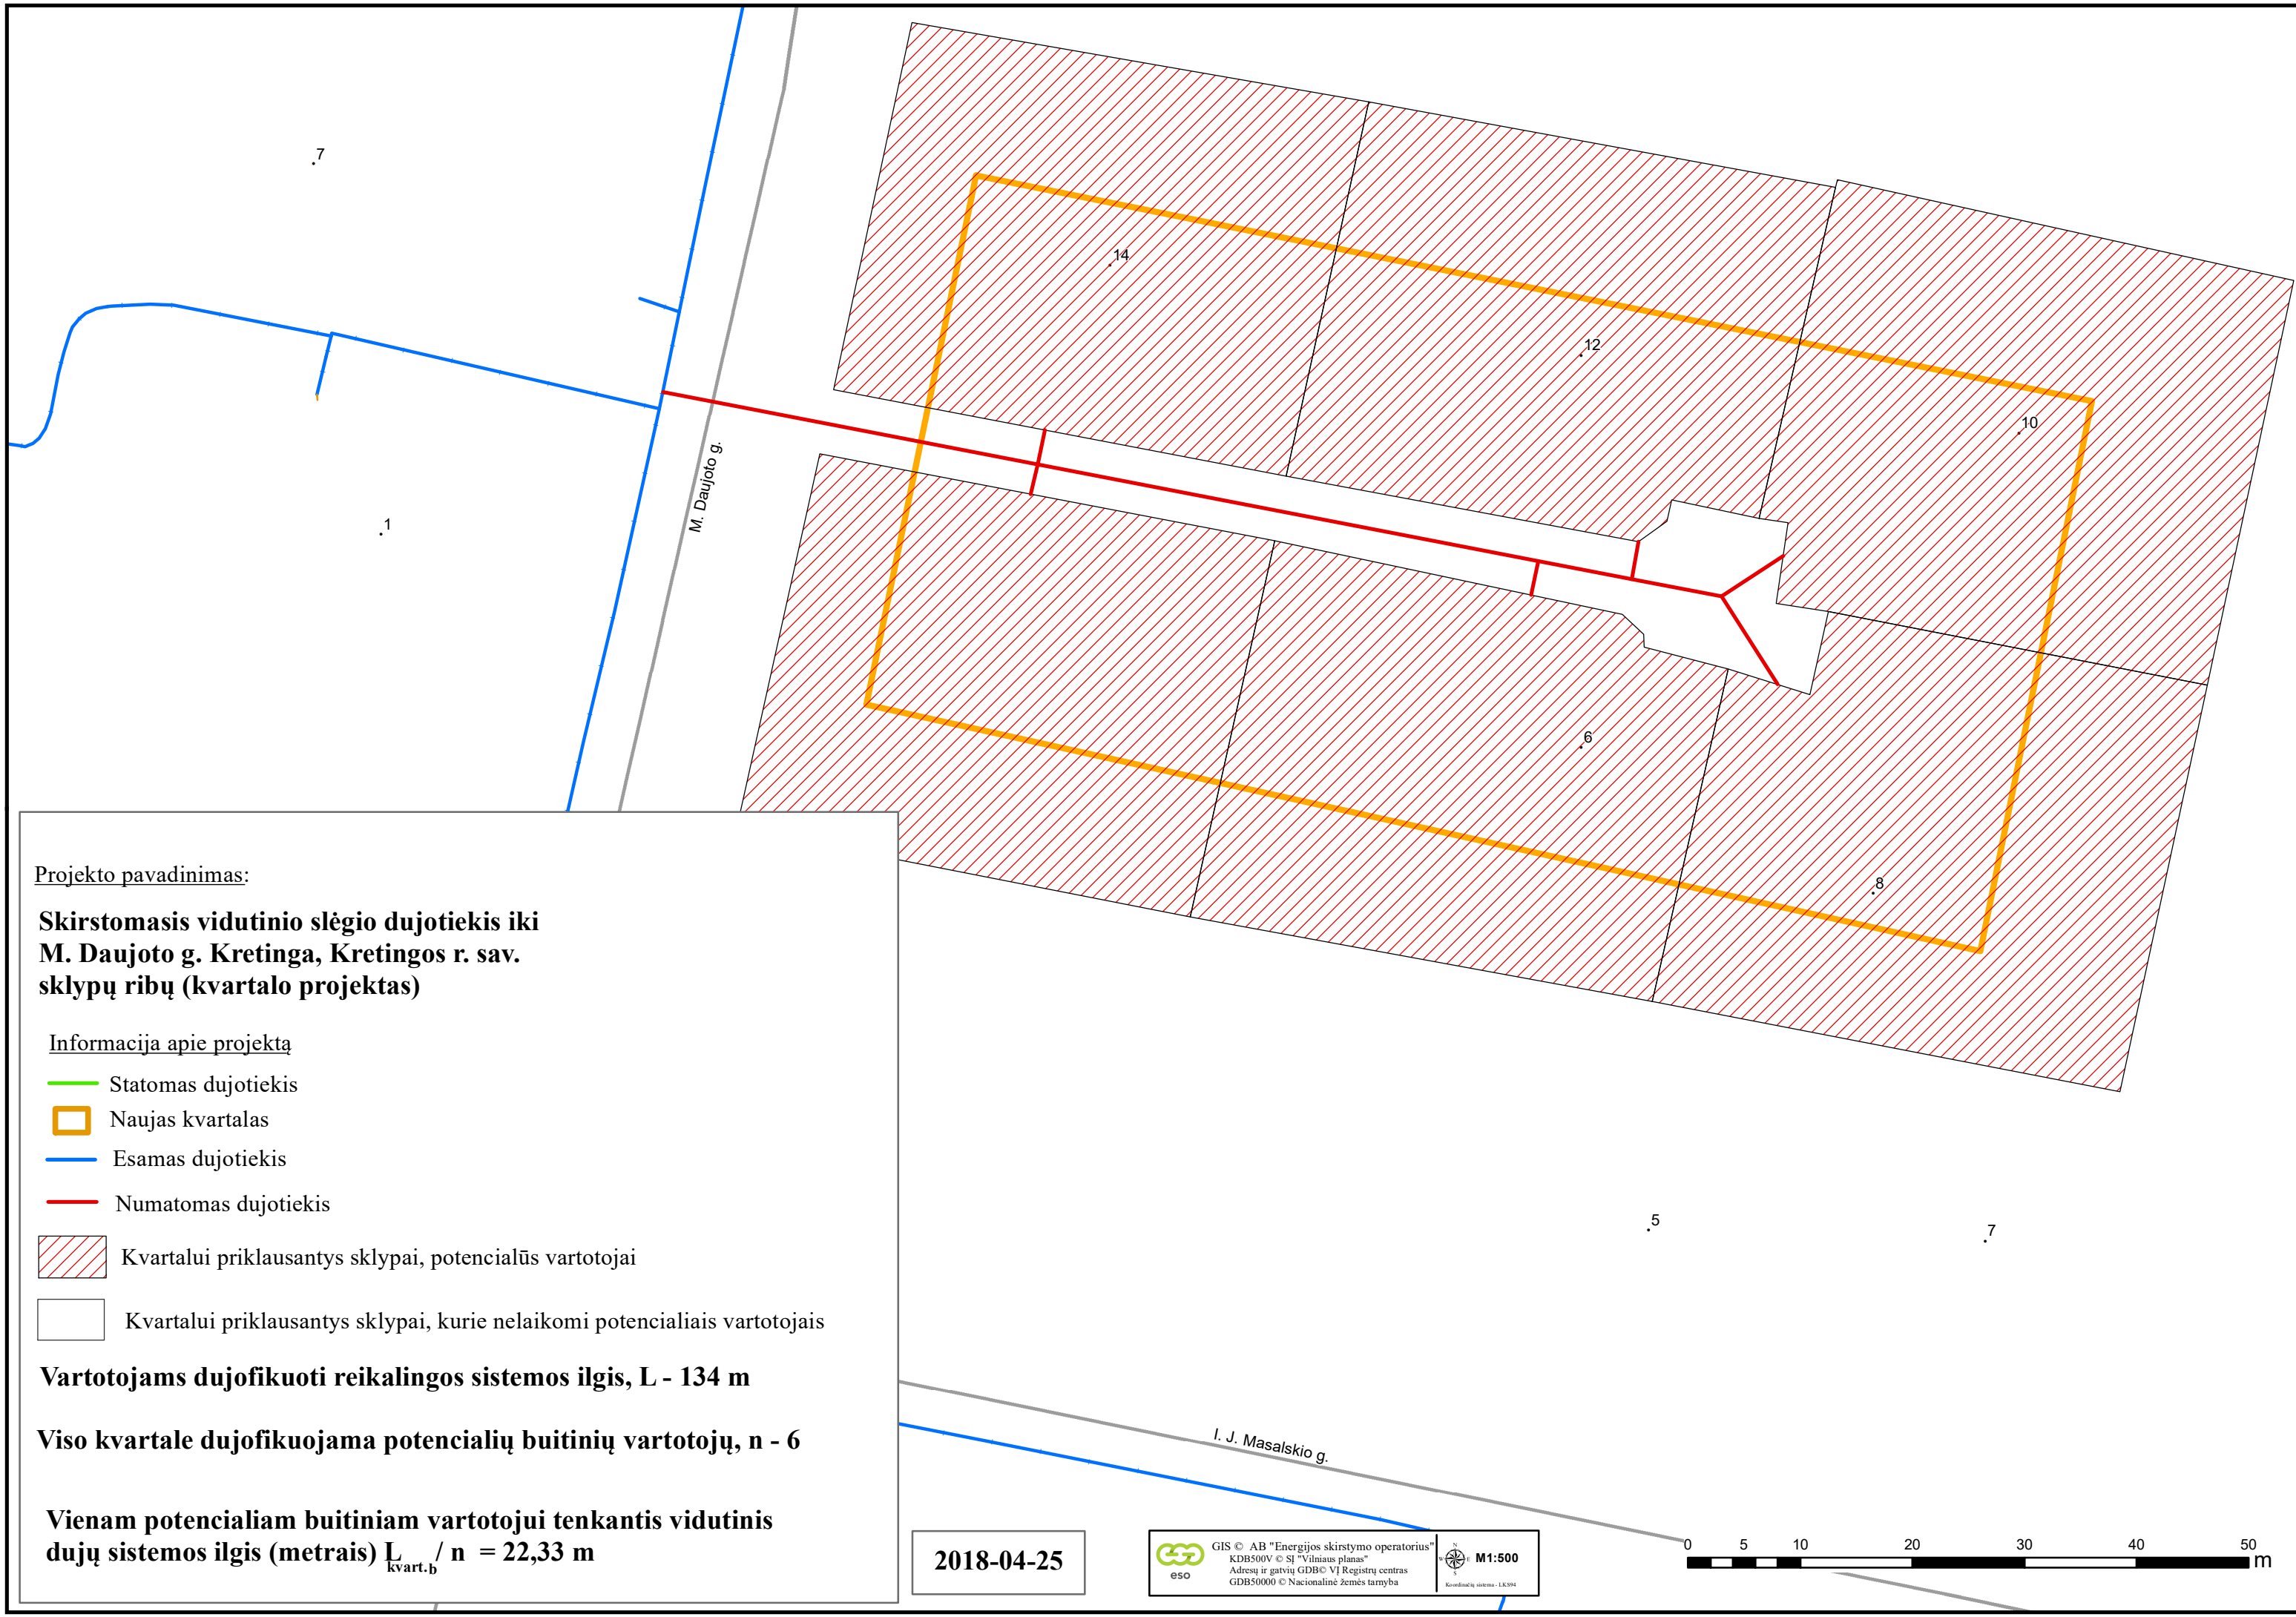 7
14
12
10
1
M. Daujoto g.
6
8
Projekto pavadinimas:
Skirstomasis vidutinio slėgio dujotiekis iki
M. Daujoto g. Kretinga, Kretingos r. sav.
sklypų ribų (kvartalo projektas)
Informacija apie projektą
Statomas dujotiekis
Naujas kvartalas
Esamas dujotiekis
Numatomas dujotiekis
Kvartalui priklausantys sklypai, potencialūs vartotojai
Kvartalui priklausantys sklypai, kurie nelaikomi potencialiais vartotojais
Vartotojams dujofikuoti reikalingos sistemos ilgis, L - 134 m
Viso kvartale dujofikuojama potencialių buitinių vartotojų, n - 6
Vienam potencialiam buitiniam vartotojui tenkantis vidutinis
dujų sistemos ilgis (metrais) L kvart.b / n = 22,33 m
5
7
I. J. Masalskio g.
2018-04-25
eso
GIS © AB "Energijos skirstymo operatorius"
KDB500V © SĮ "Vilniaus planas"
Adresų ir gatvių GDB© VĮ Registrų centras
GDB50000 © Nacionalinė žemės tarnyba
N
W E
S
M1:500
Koordinačių sistema - LKS94
0 5 10 20 30 40 50 m